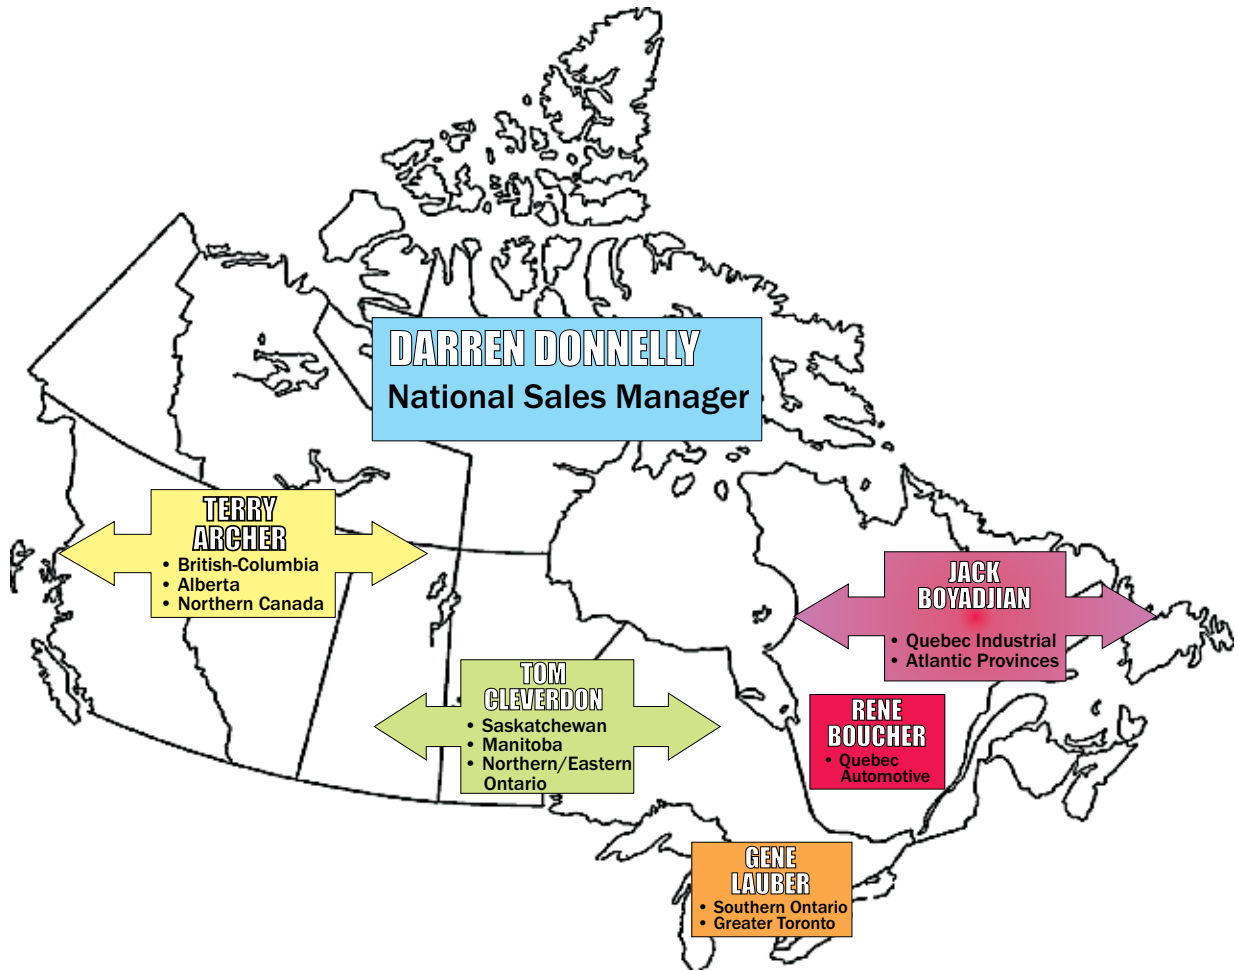 DARREN DONNELLY
National Sales Manager
TERRY
ARCHER
• British-Columbia
• Alberta
• Northern Canada
JACK
BOYADJIAN
• Quebec Industrial
• Atlantic Provinces
TOM
CLEVERDON
• Saskatchewan
• Manitoba
• Northern/Eastern
Ontario
RENE
BOUCHER
• Quebec
Automotive
GENE
LAUBER
• Southern Ontario
• Greater Toronto